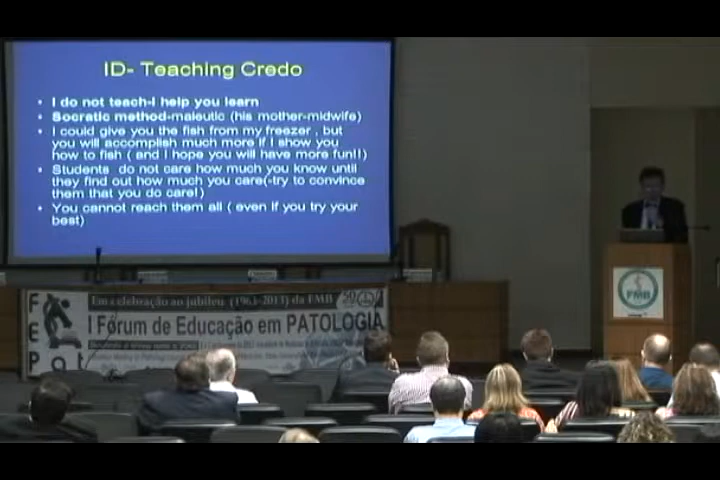 ID- Teaching Credo
• I do not teach-I help you learn
• Socratic method-maieutic (his mother-midwife)
• I could give you the fish from my freezer , but
you will accomplish much more if I show you
how to fish ( and I hope you will have more fun!!)
• Students do not care how much you know until
they find out how much you care(-try to convince
them that you do care!)
• You cannot reach them all ( even if you try your
best)
FMB
Em celebração ao jubileu (1963-2013) da FMB
I Fórum de Educação em PATOLOGIA
F
E
Pat